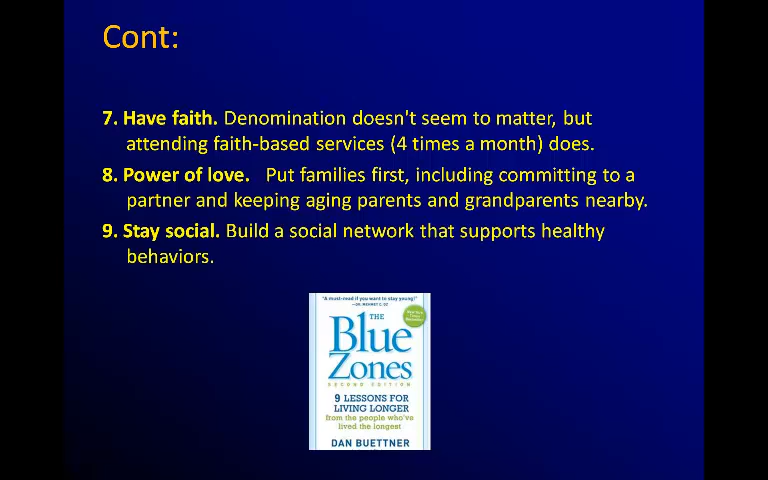 Cont:
7. Have faith. Denomination doesn't seem to matter, but
attending faith-based services (4 times a month) does.
8. Power of love. Put families first, including committing to a
partner and keeping aging parents and grandparents nearby.
9. Stay social. Build a social network that supports healthy
behaviors.
"A must-read if you want to stay young!"
—DR. MEHMET C. OZ
THE
Blue
Zones
SECOND EDITION
9 LESSONS FOR
LIVING LONGER
from the people who've
lived the longest
DAN BUETTNER